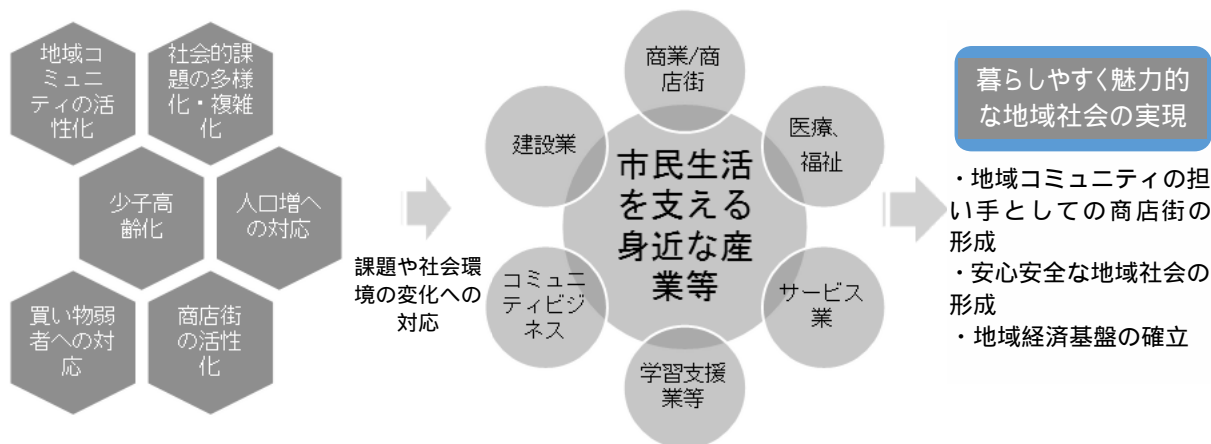 地域コ
ミュニ
ティの活
性化
社会的課
題の多様
化・複雑
化
少子高
齢化
人口増へ
の対応
買い物弱
者への対
応
商店街
の活性
化
課題や社会環
境の変化への
対応
商業/商
店街
医療、
福祉
サービス
業
学習支援
業等
コミュニ
ティビジ
ネス
建設業
市民生活
を支える
身近な産
業等
暮らしやすく魅力的
な地域社会の実現
・地域コミュニティの担
い手としての商店街の
形成
・安心安全な地域社会の
形成
・地域経済基盤の確立